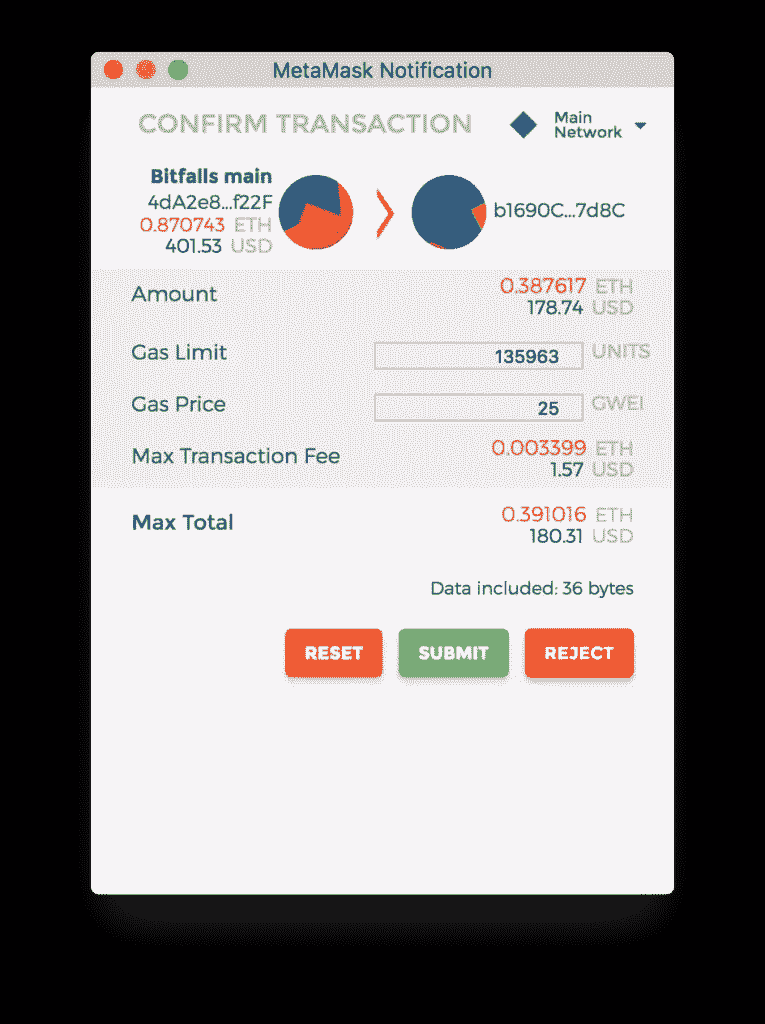 MetaMask Notification
CONFIRM TRANSACTION
Main
Network
Bitfalls main
4dA2e8...f22F
0.870743 ETH
401.53 USD
b1690C...7d8C
Amount
0.387617 ETH
178.74 USD
Gas Limit
135963 UNITS
Gas Price
25 GWEI
Max Transaction Fee
0.003399 ETH
1.57 USD
Max Total
0.391016 ETH
180.31 USD
Data included: 36 bytes
RESET SUBMIT REJECT